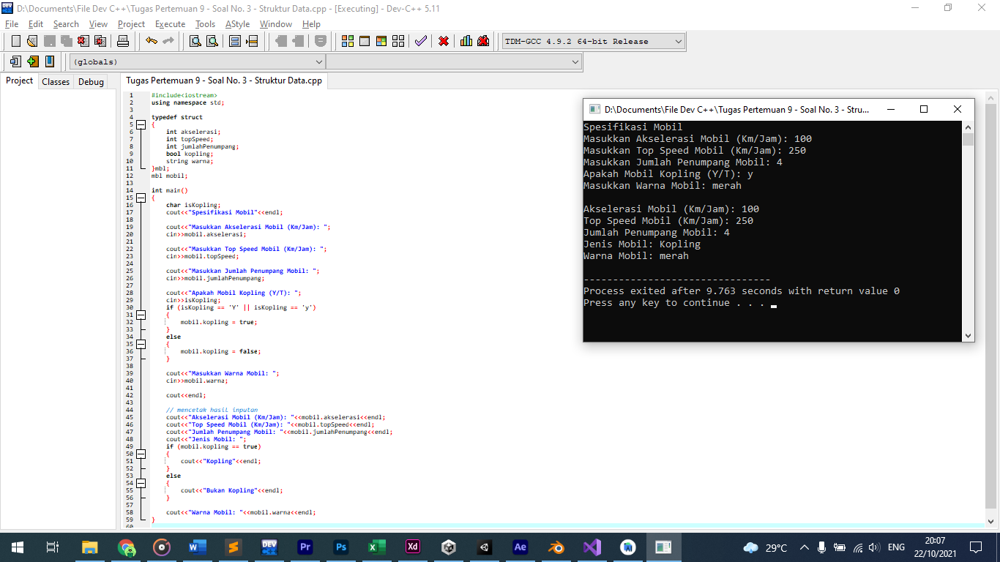 D:\Documents\File Dev C++\Tugas Pertemuan 9 - Soal No. 3 - Struktur Data.cpp - [Executing] - Dev-C++ 5.11
File Edit Search View Project Execute Tools AStyle Window Help
TDM-GCC 4.9.2 64-bit Release
(globals)
Project Classes Debug
Tugas Pertemuan 9 - Soal No. 3 - Struktur Data.cpp
1 #include<iostream>
2 using namespace std;
3
4 typedef struct
5 {
6 int akselerasi;
7 int topSpeed;
8 int jumlahPenumpang;
9 bool kopling;
10 string warna;
11 }mbl;
12 mbl mobil;
13
14 int main()
15 {
16 char isKopling;
17 cout<<"Spesifikasi Mobil"<<endl;
18
19 cout<<"Masukkan Akselerasi Mobil (Km/Jam): ";
20 cin>>mobil.akselerasi;
21
22 cout<<"Masukkan Top Speed Mobil (Km/Jam): ";
23 cin>>mobil.topSpeed;
24
25 cout<<"Masukkan Jumlah Penumpang Mobil: ";
26 cin>>mobil.jumlahPenumpang;
27
28 cout<<"Apakah Mobil Kopling (Y/T): ";
29 cin>>isKopling;
30 if (isKopling == 'Y' || isKopling == 'y')
31 {
32 mobil.kopling = true;
33 }
34 else
35 {
36 mobil.kopling = false;
37 }
38
39 cout<<"Masukkan Warna Mobil: ";
40 cin>>mobil.warna;
41
42 cout<<endl;
43
44 // mencetak hasil inputan
45 cout<<"Akselerasi Mobil (Km/Jam): "<<mobil.akselerasi<<endl;
46 cout<<"Top Speed Mobil (Km/Jam): "<<mobil.topSpeed<<endl;
47 cout<<"Jumlah Penumpang Mobil: "<<mobil.jumlahPenumpang<<endl;
48 cout<<"Jenis Mobil: ";
49 if (mobil.kopling == true)
50 {
51 cout<<"Kopling"<<endl;
52 }
53 else
54 {
55 cout<<"Bukan Kopling"<<endl;
56 }
57
58 cout<<"Warna Mobil: "<<mobil.warna<<endl;
59 }
60
D:\Documents\File Dev C++\Tugas Pertemuan 9 - Soal No. 3 - Stru...
Spesifikasi Mobil
Masukkan Akselerasi Mobil (Km/Jam): 100
Masukkan Top Speed Mobil (Km/Jam): 250
Masukkan Jumlah Penumpang Mobil: 4
Apakah Mobil Kopling (Y/T): y
Masukkan Warna Mobil: merah

Akselerasi Mobil (Km/Jam): 100
Top Speed Mobil (Km/Jam): 250
Jumlah Penumpang Mobil: 4
Jenis Mobil: Kopling
Warna Mobil: merah

--------------------------------
Process exited after 9.763 seconds with return value 0
Press any key to continue . . .
DEV Pr Ps Xd Ae
29°C ENG 20:07
22/10/2021